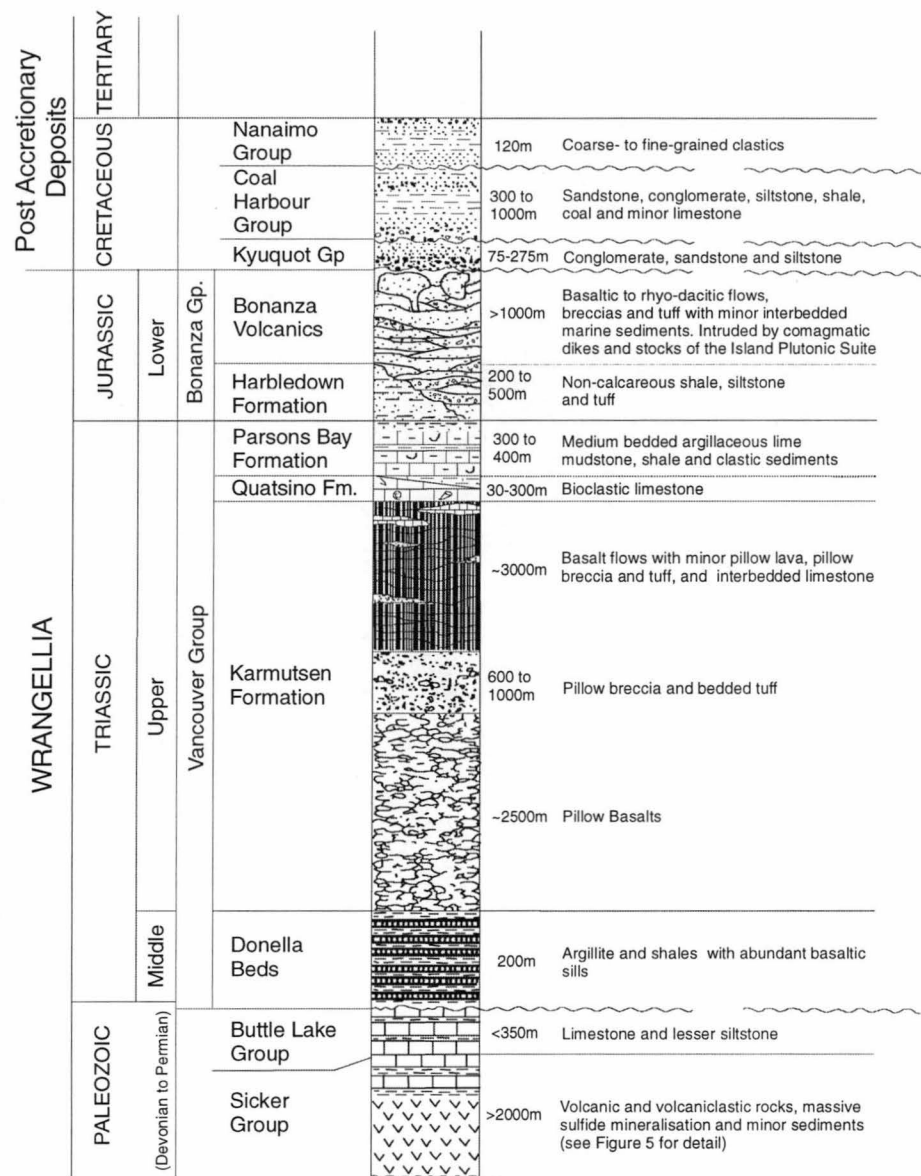 Post Accretionary
Deposits
TERTIARY
CRETACEOUS
Nanaimo
Group
120m
Coarse- to fine-grained clastics
Coal
Harbour
Group
300 to
1000m
Sandstone, conglomerate, siltstone, shale,
coal and minor limestone
Kyuquot Gp
75-275m
Conglomerate, sandstone and siltstone
WRANGELLIA
JURASSIC
Lower
Bonanza Gp.
Bonanza
Volcanics
>1000m
Basaltic to rhyo-dacitic flows,
breccias and tuff with minor interbedded
marine sediments. Intruded by comagmatic
dikes and stocks of the Island Plutonic Suite
Harbledown
Formation
200 to
500m
Non-calcareous shale, siltstone
and tuff
TRIASSIC
Upper
Vancouver Group
Parsons Bay
Formation
300 to
400m
Medium bedded argillaceous lime
mudstone, shale and clastic sediments
Quatsino Fm.
30-300m
Bioclastic limestone
Karmutsen
Formation
~3000m
Basalt flows with minor pillow lava, pillow
breccia and tuff, and interbedded limestone
600 to
1000m
Pillow breccia and bedded tuff
~2500m
Pillow Basalts
Middle
Donella
Beds
200m
Argillite and shales with abundant basaltic
sills
PALEOZOIC
(Devonian to Permian)
Buttle Lake
Group
<350m
Limestone and lesser siltstone
Sicker
Group
>2000m
Volcanic and volcaniclastic rocks, massive
sulfide mineralisation and minor sediments
(see Figure 5 for detail)